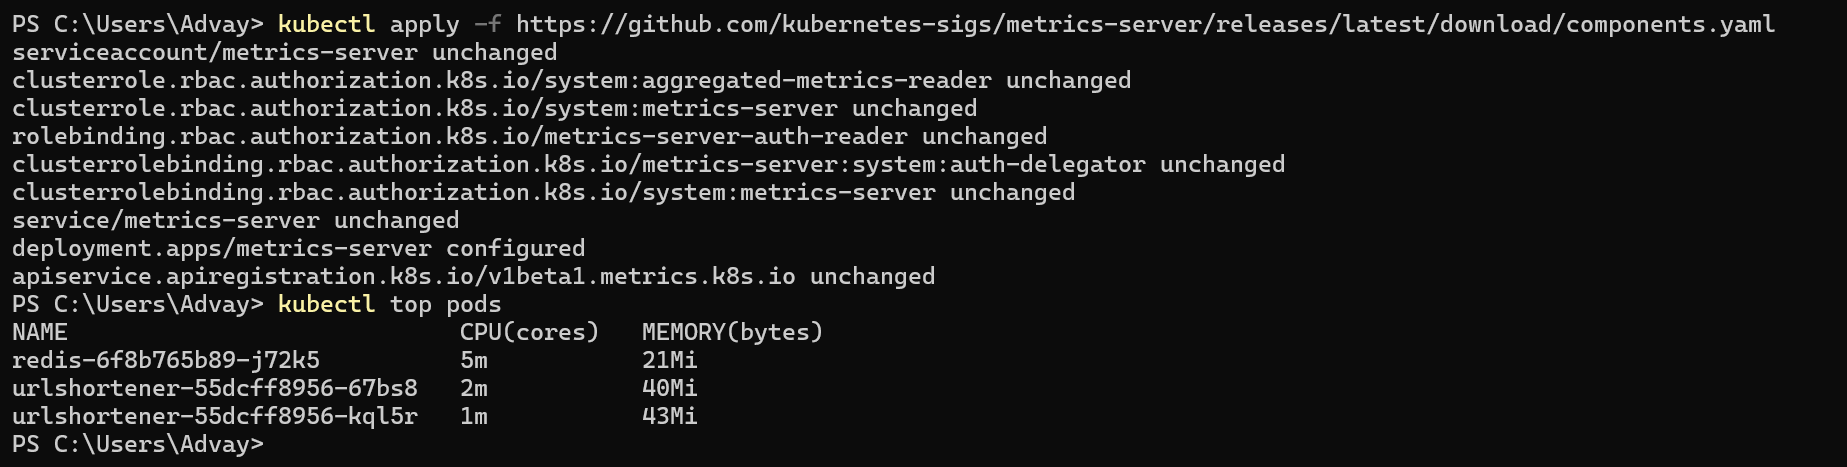 PS C:\Users\Advay> kubectl apply -f https://github.com/kubernetes-sigs/metrics-server/releases/latest/download/components.yaml
serviceaccount/metrics-server unchanged
clusterrole.rbac.authorization.k8s.io/system:aggregated-metrics-reader unchanged
clusterrole.rbac.authorization.k8s.io/system:metrics-server unchanged
rolebinding.rbac.authorization.k8s.io/metrics-server-auth-reader unchanged
clusterrolebinding.rbac.authorization.k8s.io/metrics-server:system:auth-delegator unchanged
clusterrolebinding.rbac.authorization.k8s.io/system:metrics-server unchanged
service/metrics-server unchanged
deployment.apps/metrics-server configured
apiservice.apiregistration.k8s.io/v1beta1.metrics.k8s.io unchanged
PS C:\Users\Advay> kubectl top pods
NAME                            CPU(cores)   MEMORY(bytes)
redis-6f8b765b89-j72k5          5m           21Mi
urlshortener-55dcff8956-67bs8   2m           40Mi
urlshortener-55dcff8956-kql5r   1m           43Mi
PS C:\Users\Advay>